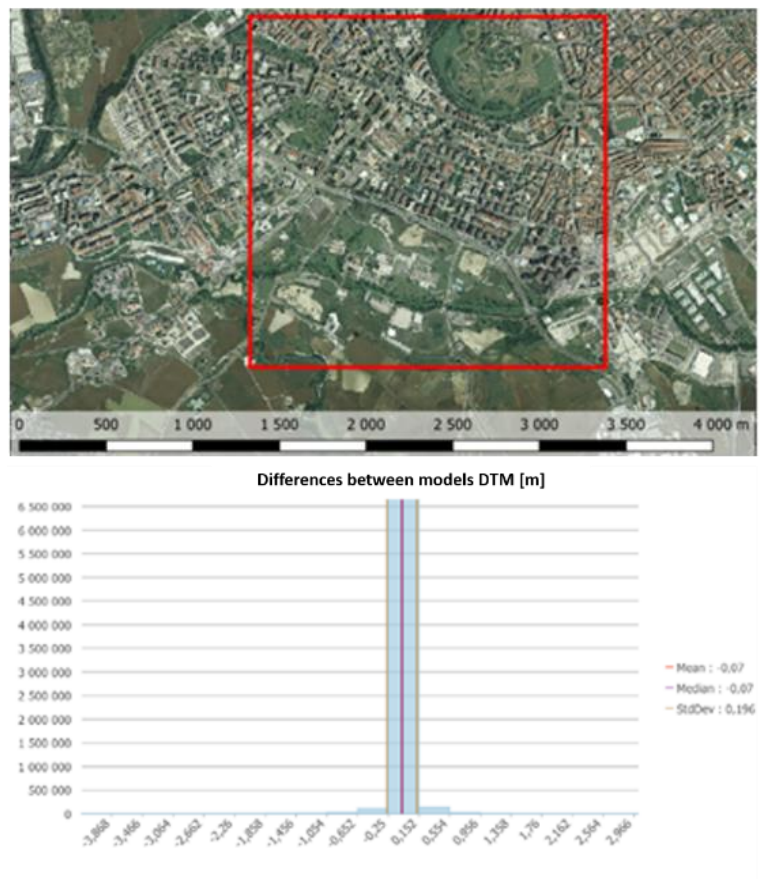 0 500 1 000 1 500 2 000 2 500 3 000 3 500 4 000 m
Differences between models DTM [m]
6 500 000
6 000 000
5 500 000
5 000 000
4 500 000
4 000 000
3 500 000
3 000 000
2 500 000
2 000 000
1 500 000
1 000 000
500 000
0
Mean : -0,07
Median : -0,07
StdDev : 0,196
-3,868 -3,466 -3,064 -2,662 -2,26 -1,858 -1,456 -1,054 -0,652 -0,25 0,152 0,554 0,956 1,358 1,76 2,162 2,564 2,966